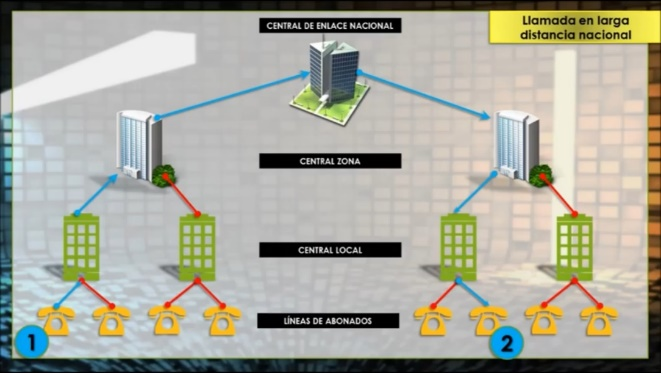 CENTRAL DE ENLACE NACIONAL
Llamada en larga
distancia nacional
CENTRAL ZONA
CENTRAL LOCAL
LÍNEAS DE ABONADOS
1
2